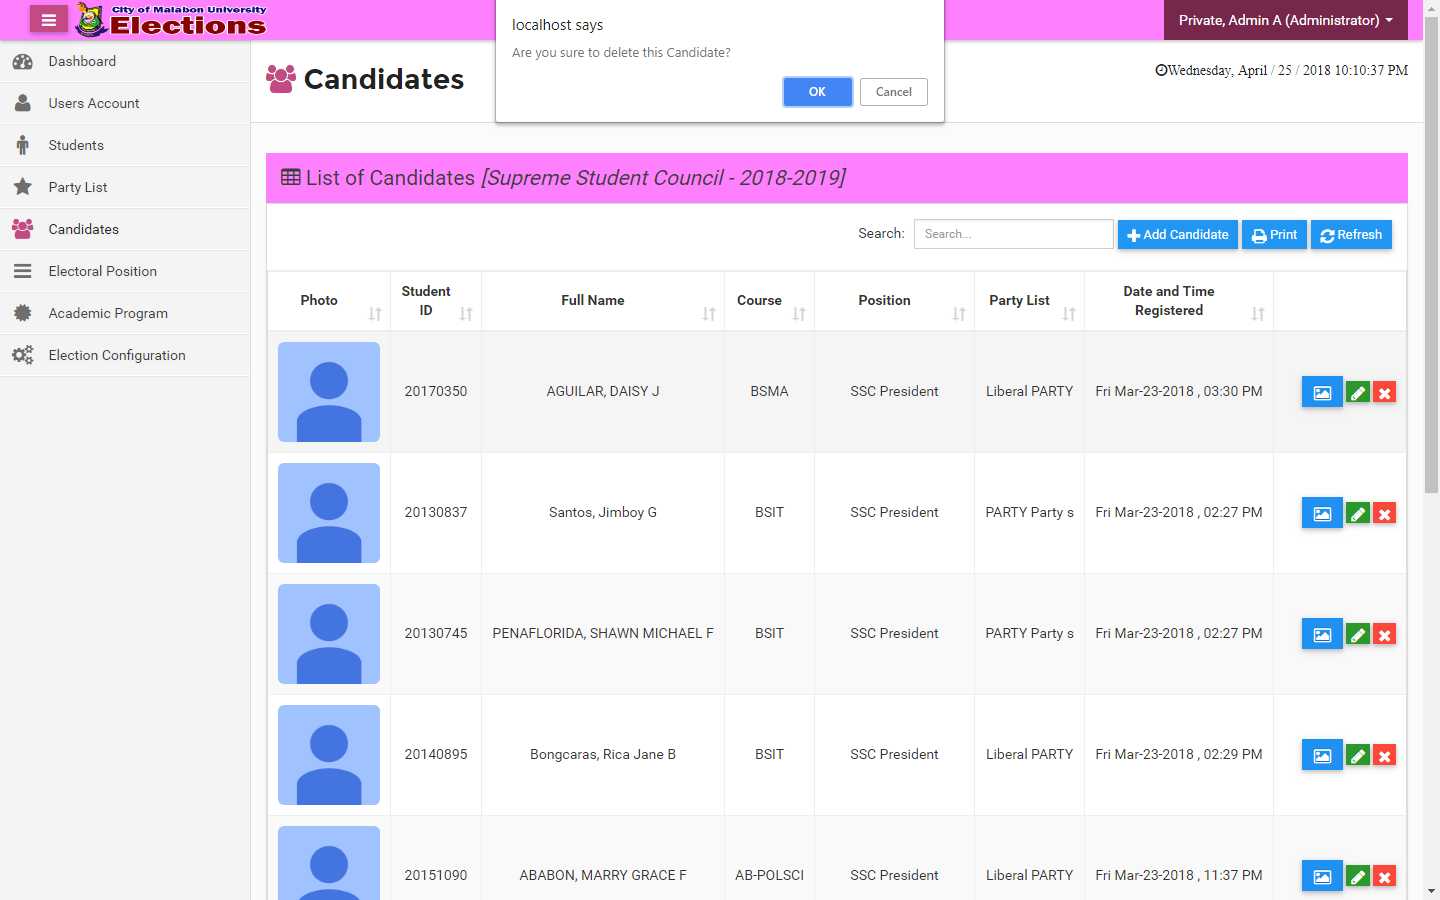 City of Malabon University
Elections
localhost says
Are you sure to delete this Candidate?
OK
Cancel
Private, Admin A (Administrator)
Dashboard
Users Account
Students
Party List
Candidates
Electoral Position
Academic Program
Election Configuration
Candidates
Wednesday, April / 25 / 2018 10:10:37 PM
List of Candidates [Supreme Student Council - 2018-2019]
Search: Search... Add Candidate Print Refresh
Photo Student ID Full Name Course Position Party List Date and Time Registered
20170350 AGUILAR, DAISY J BSMA SSC President Liberal PARTY Fri Mar-23-2018 , 03:30 PM
20130837 Santos, Jimboy G BSIT SSC President PARTY Party s Fri Mar-23-2018 , 02:27 PM
20130745 PENAFLORIDA, SHAWN MICHAEL F BSIT SSC President PARTY Party s Fri Mar-23-2018 , 02:27 PM
20140895 Bongcaras, Rica Jane B BSIT SSC President Liberal PARTY Fri Mar-23-2018 , 02:29 PM
20151090 ABABON, MARRY GRACE F AB-POLSCI SSC President Liberal PARTY Fri Mar-23-2018 , 11:37 PM